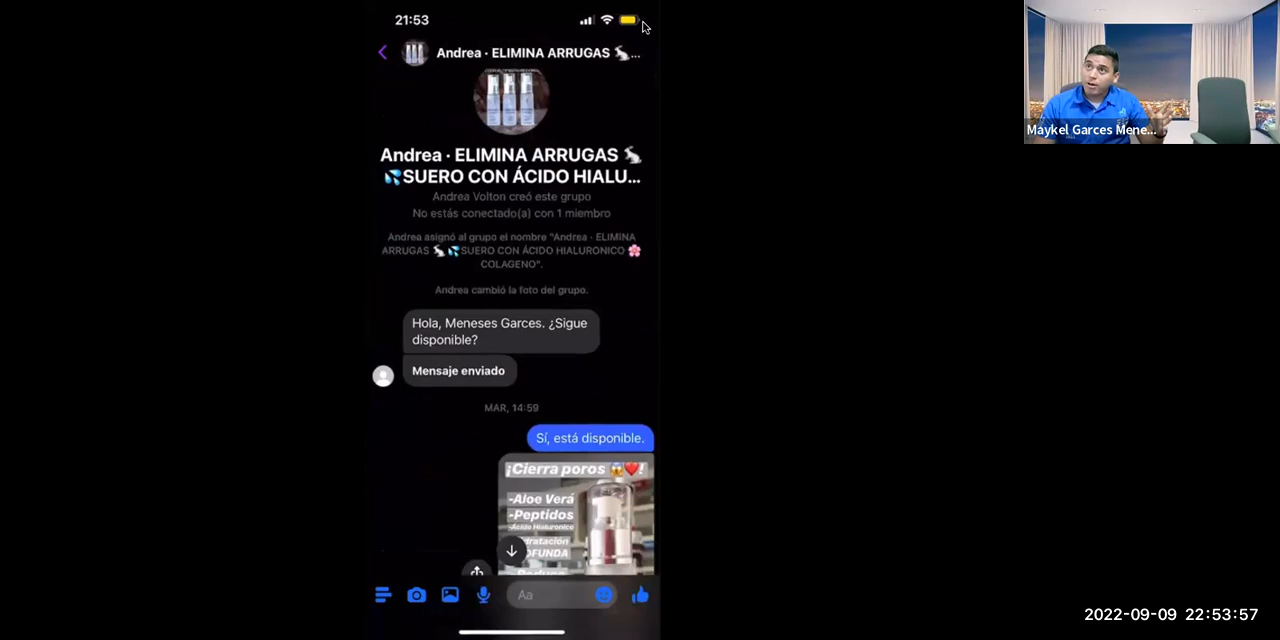 21:53
Andrea · ELIMINA ARRUGAS 🐇...
Andrea · ELIMINA ARRUGAS 🐇
💦SUERO CON ÁCIDO HIALU...
Andrea Volton creó este grupo
No estás conectado(a) con 1 miembro
Andrea asignó al grupo el nombre "Andrea · ELIMINA
ARRUGAS 🐇💦SUERO CON ÁCIDO HIALURONICO 🌸
COLAGENO".
Andrea cambió la foto del grupo.
Hola, Meneses Garces. ¿Sigue
disponible?
Mensaje enviado
MAR, 14:59
Sí, está disponible.
¡Cierra poros 😱❤️!
-Aloe Verá
-Peptidos
-Ácido Hialuronico
Aa
Maykel Garces Mene...
2022-09-09 22:53:57